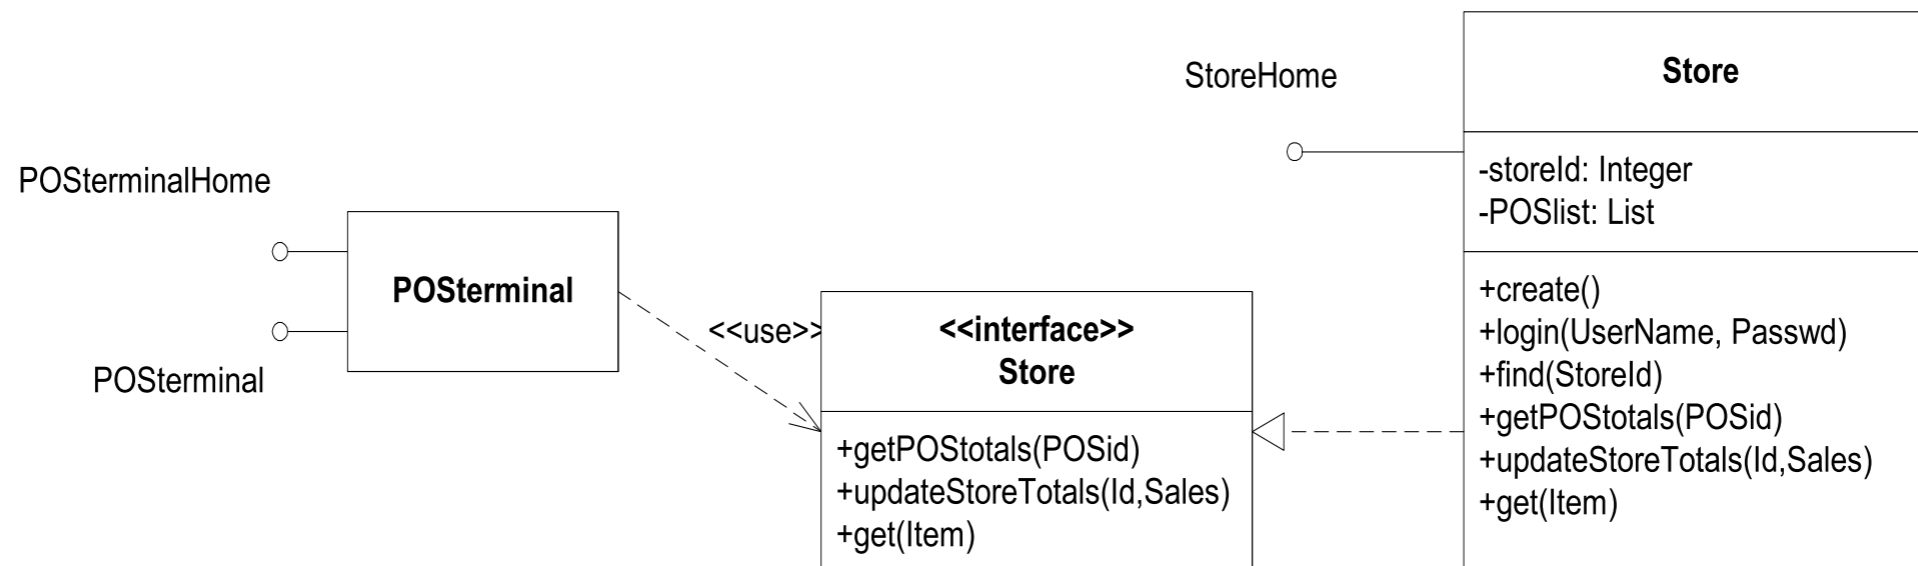 POSterminalHome
POSterminal
POSterminal
<<use>>
<<interface>>
Store
+getPOStotals(POSid)
+updateStoreTotals(Id,Sales)
+get(Item)
StoreHome
Store
-storeId: Integer
-POSlist: List
+create()
+login(UserName, Passwd)
+find(StoreId)
+getPOStotals(POSid)
+updateStoreTotals(Id,Sales)
+get(Item)